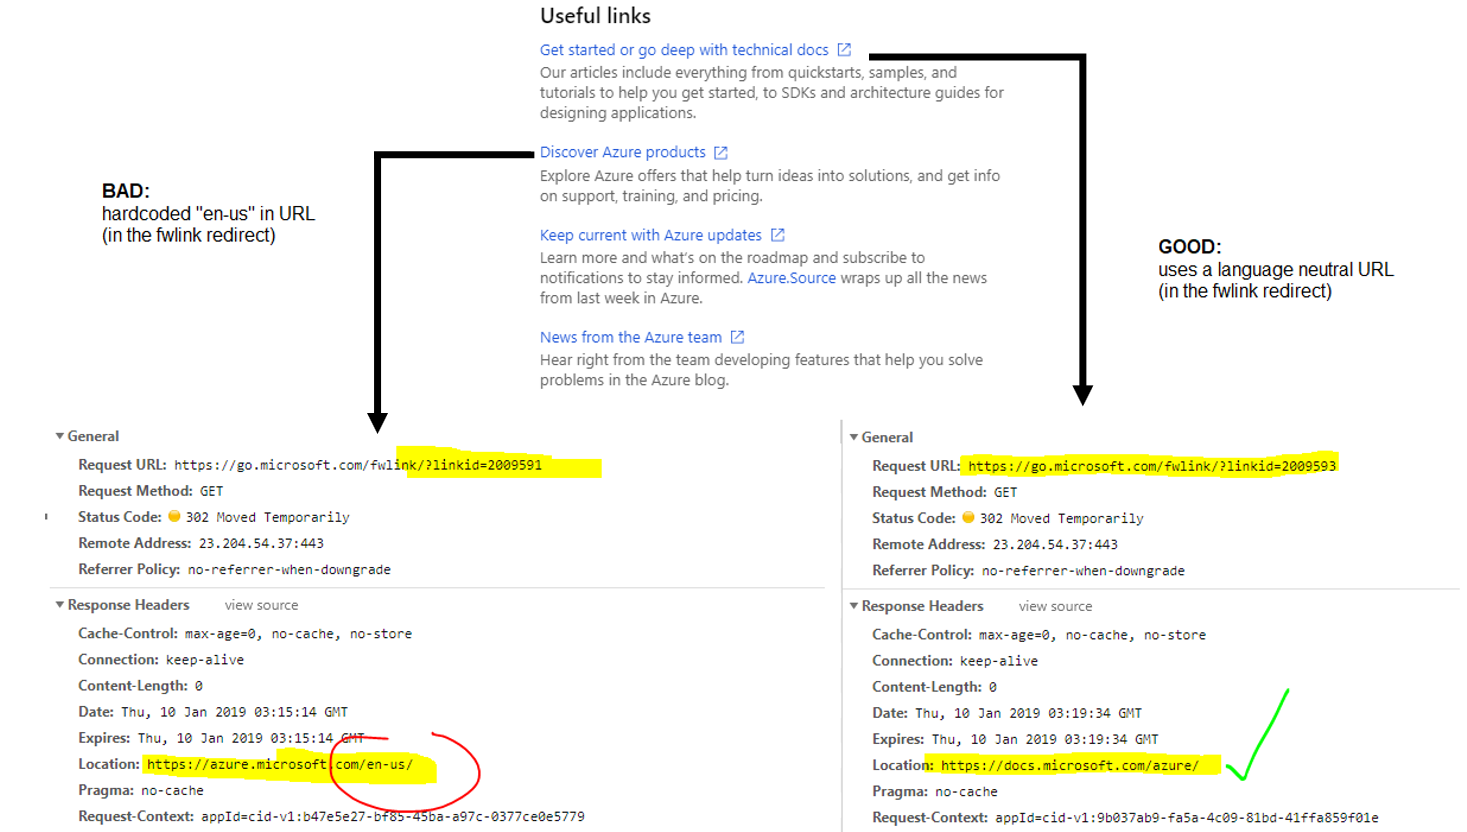 Useful links
Get started or go deep with technical docs
Our articles include everything from quickstarts, samples, and
tutorials to help you get started, to SDKs and architecture guides for
designing applications.
Discover Azure products
Explore Azure offers that help turn ideas into solutions, and get info
on support, training, and pricing.
Keep current with Azure updates
Learn more and what's on the roadmap and subscribe to
notifications to stay informed. Azure.Source wraps up all the news
from last week in Azure.
News from the Azure team
Hear right from the team developing features that help you solve
problems in the Azure blog.
BAD:
hardcoded "en-us" in URL
(in the fwlink redirect)
GOOD:
uses a language neutral URL
(in the fwlink redirect)
General
Request URL: https://go.microsoft.com/fwlink/?linkid=2009591
Request Method: GET
Status Code: 302 Moved Temporarily
Remote Address: 23.204.54.37:443
Referrer Policy: no-referrer-when-downgrade
Response Headers view source
Cache-Control: max-age=0, no-cache, no-store
Connection: keep-alive
Content-Length: 0
Date: Thu, 10 Jan 2019 03:15:14 GMT
Expires: Thu, 10 Jan 2019 03:15:14 GMT
Location: https://azure.microsoft.com/en-us/
Pragma: no-cache
Request-Context: appId=cid-v1:b47e5e27-bf85-45ba-a97c-0377ce0e5779
General
Request URL: https://go.microsoft.com/fwlink/?linkid=2009593
Request Method: GET
Status Code: 302 Moved Temporarily
Remote Address: 23.204.54.37:443
Referrer Policy: no-referrer-when-downgrade
Response Headers view source
Cache-Control: max-age=0, no-cache, no-store
Connection: keep-alive
Content-Length: 0
Date: Thu, 10 Jan 2019 03:19:34 GMT
Expires: Thu, 10 Jan 2019 03:19:34 GMT
Location: https://docs.microsoft.com/azure/
Pragma: no-cache
Request-Context: appId=cid-v1:9b037ab9-fa5a-4c09-81bd-41ffa859f01e